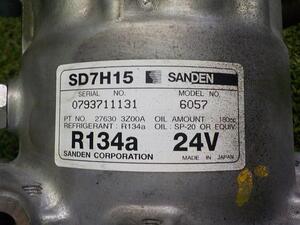 SD7H15 SANDEN
SERIAL NO. MODEL NO.
0793711131 6057
PT NO. 27630 3Z00A OIL AMOUNT : 180cc
REFRIGERANT : R134a OIL : SP-20 OR EQUIV.
R134a 24V
SANDEN CORPORATION MADE IN JAPAN